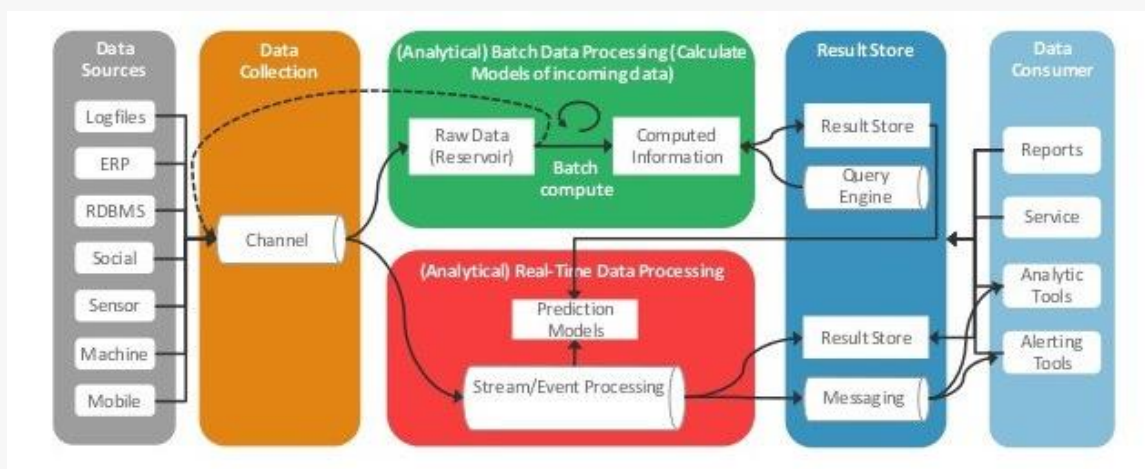 Data
Sources
Logfiles
ERP
RDBMS
Social
Sensor
Machine
Mobile
Data
Collection
Channel
(Analytical) Batch Data Processing (Calculate
Models of incoming data)
Raw Data
(Reservoir)
Batch
compute
Computed
Information
(Analytical) Real-Time Data Processing
Prediction
Models
Stream/Event Processing
Result Store
Result Store
Query
Engine
Result Store
Messaging
Data
Consumer
Reports
Service
Analytic
Tools
Alerting
Tools